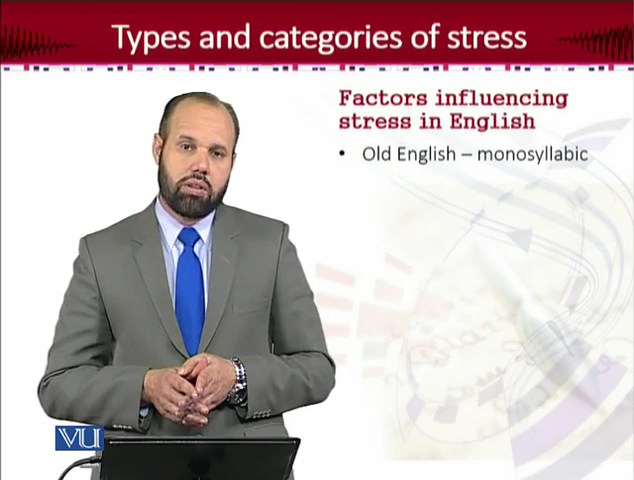 Types and categories of stress
Factors influencing
stress in English
• Old English – monosyllabic
VU